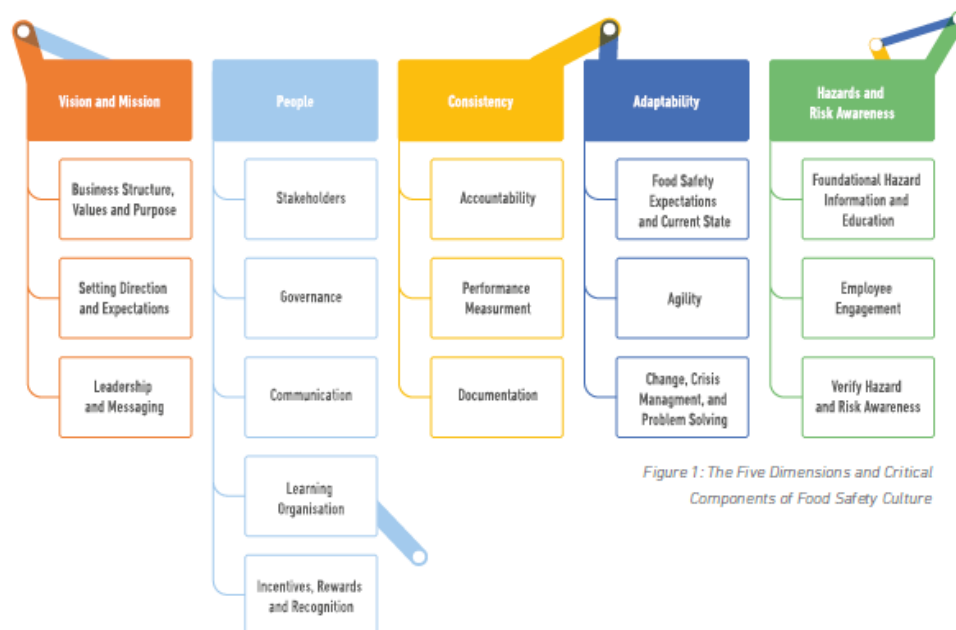 Vision and Mission
Business Structure,
Values and Purpose
Setting Direction
and Expectations
Leadership
and Messaging
People
Stakeholders
Governance
Communication
Learning
Organisation
Incentives, Rewards
and Recognition
Consistency
Accountability
Performance
Measurment
Documentation
Adaptability
Food Safety
Expectations
and Current State
Agility
Change, Crisis
Managment, and
Problem Solving
Hazards and
Risk Awareness
Foundational Hazard
Information and
Education
Employee
Engagement
Verify Hazard
and Risk Awareness
Figure 1: The Five Dimensions and Critical
Components of Food Safety Culture